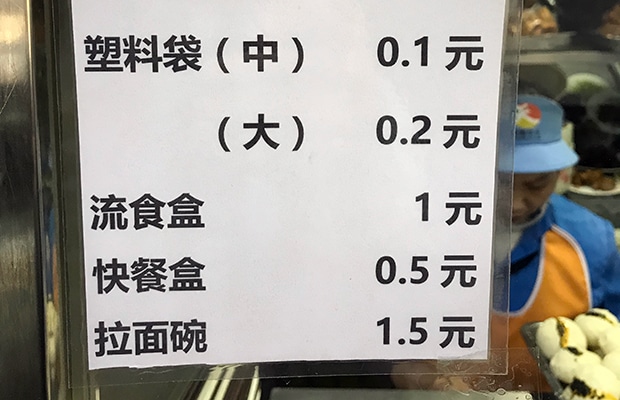 塑料袋（中） 0.1 元
（大） 0.2 元
流食盒 1 元
快餐盒 0.5 元
拉面碗 1.5 元